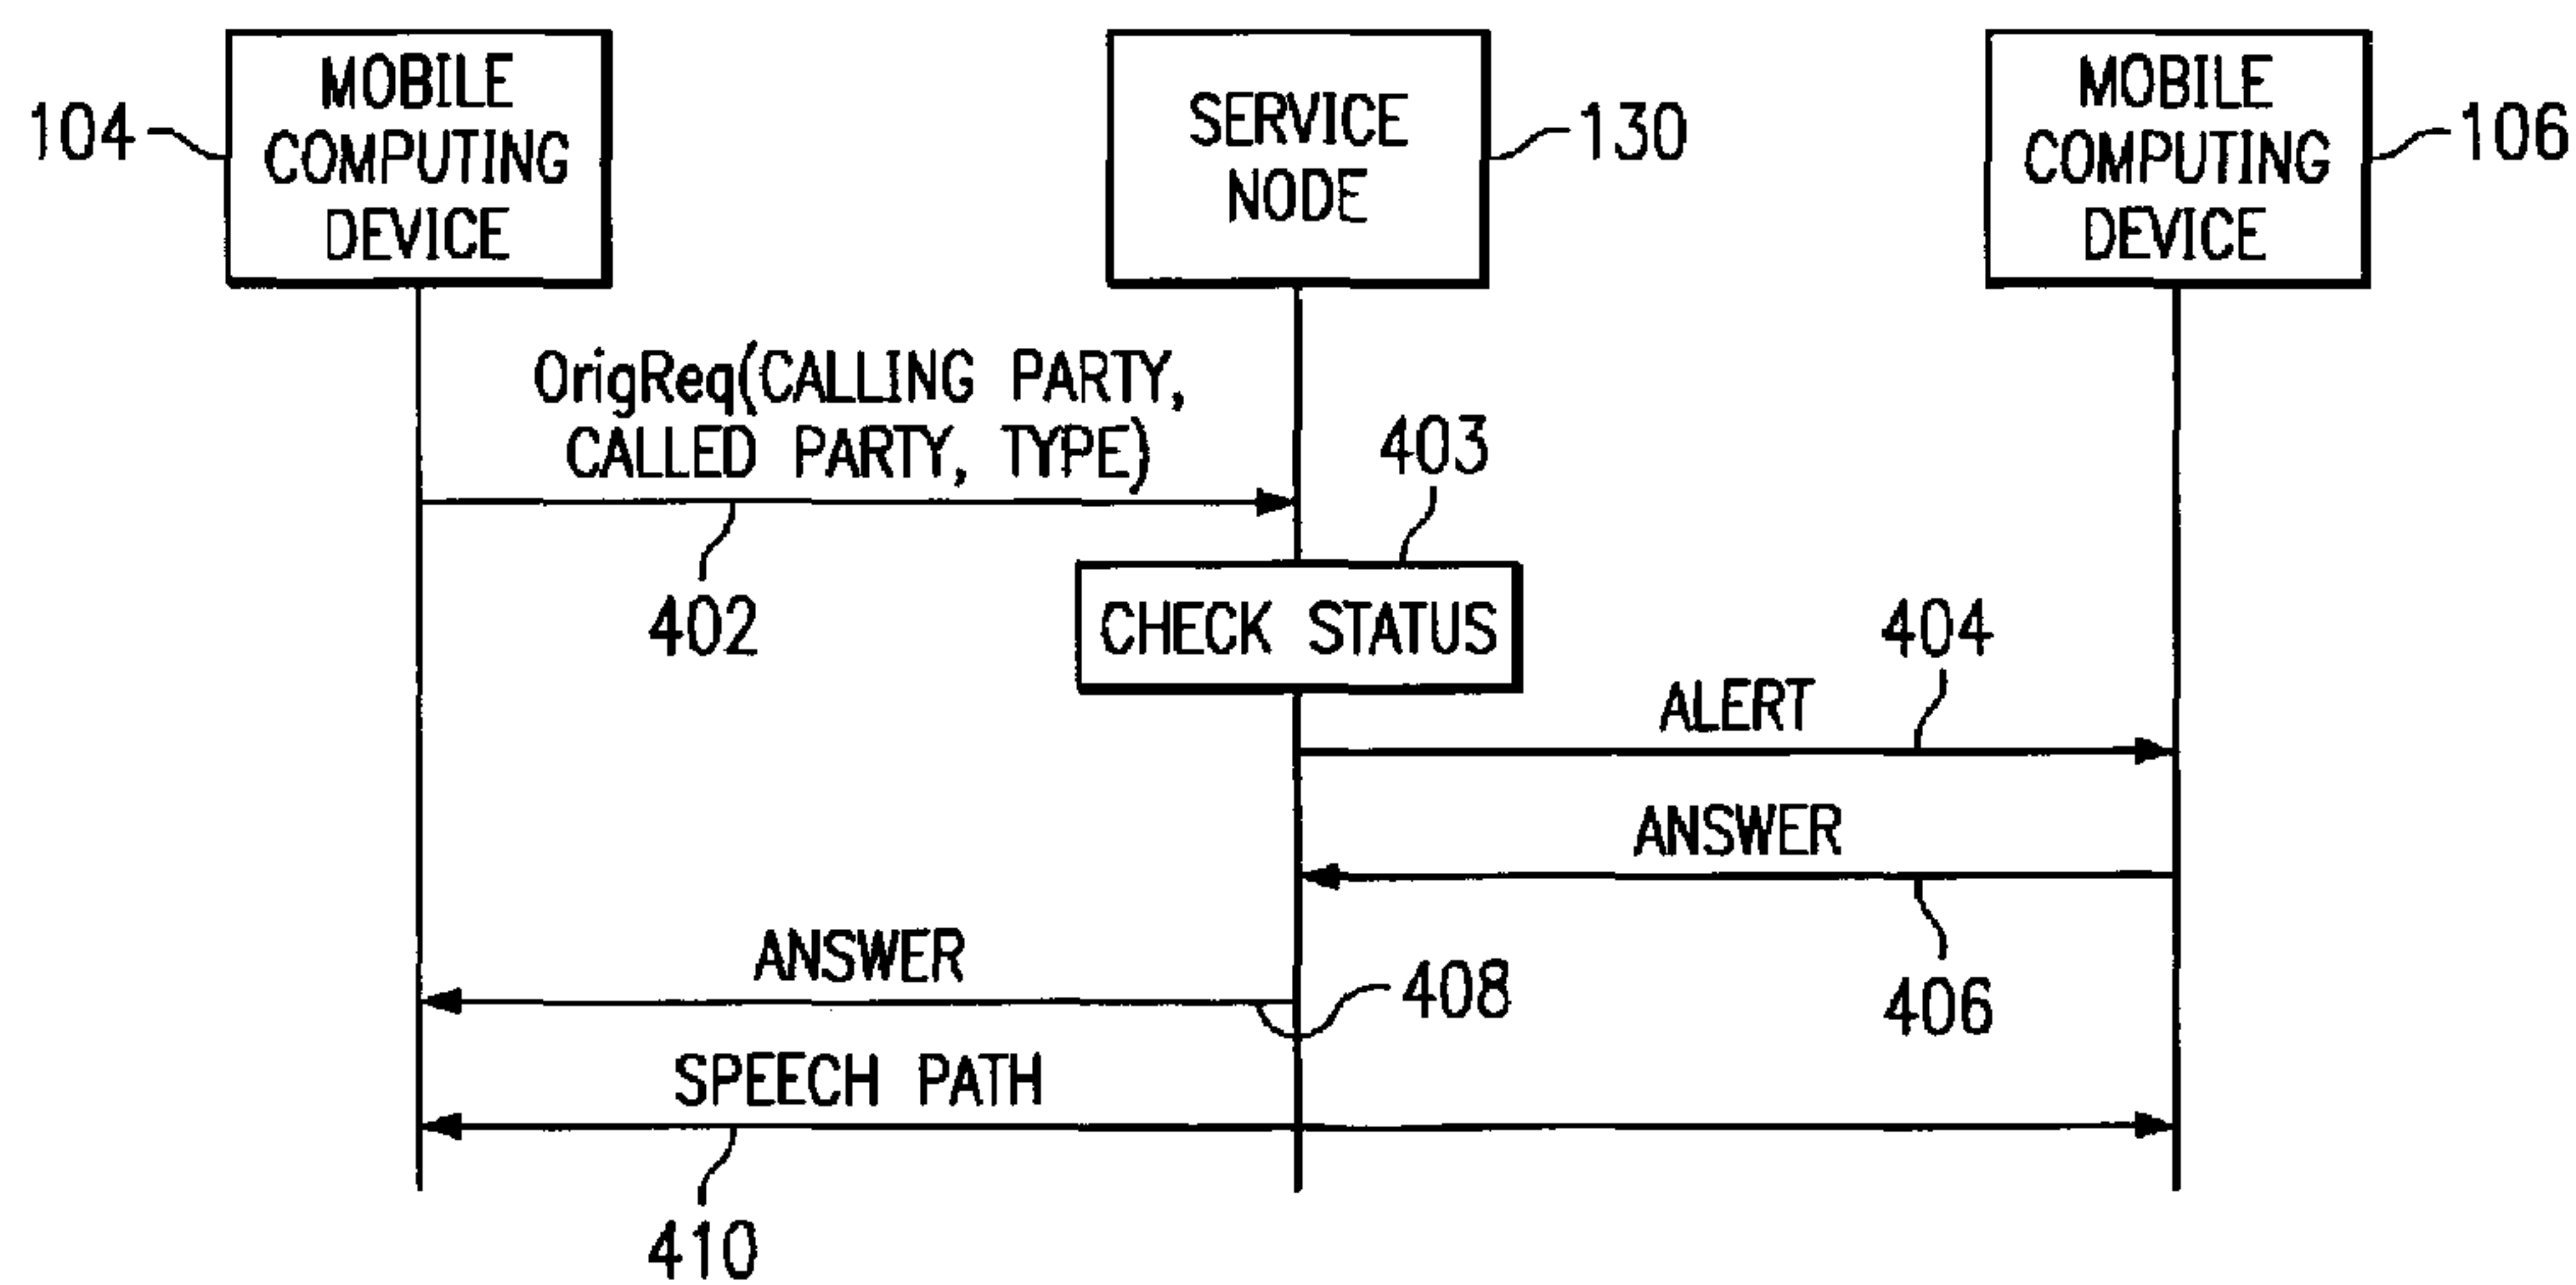 MOBILE
COMPUTING
DEVICE
104
SERVICE
NODE
130
MOBILE
COMPUTING
DEVICE
106
OrigReq(CALLING PARTY,
CALLED PARTY, TYPE)
402
403
CHECK STATUS
404
ALERT
ANSWER
406
ANSWER
408
SPEECH PATH
410